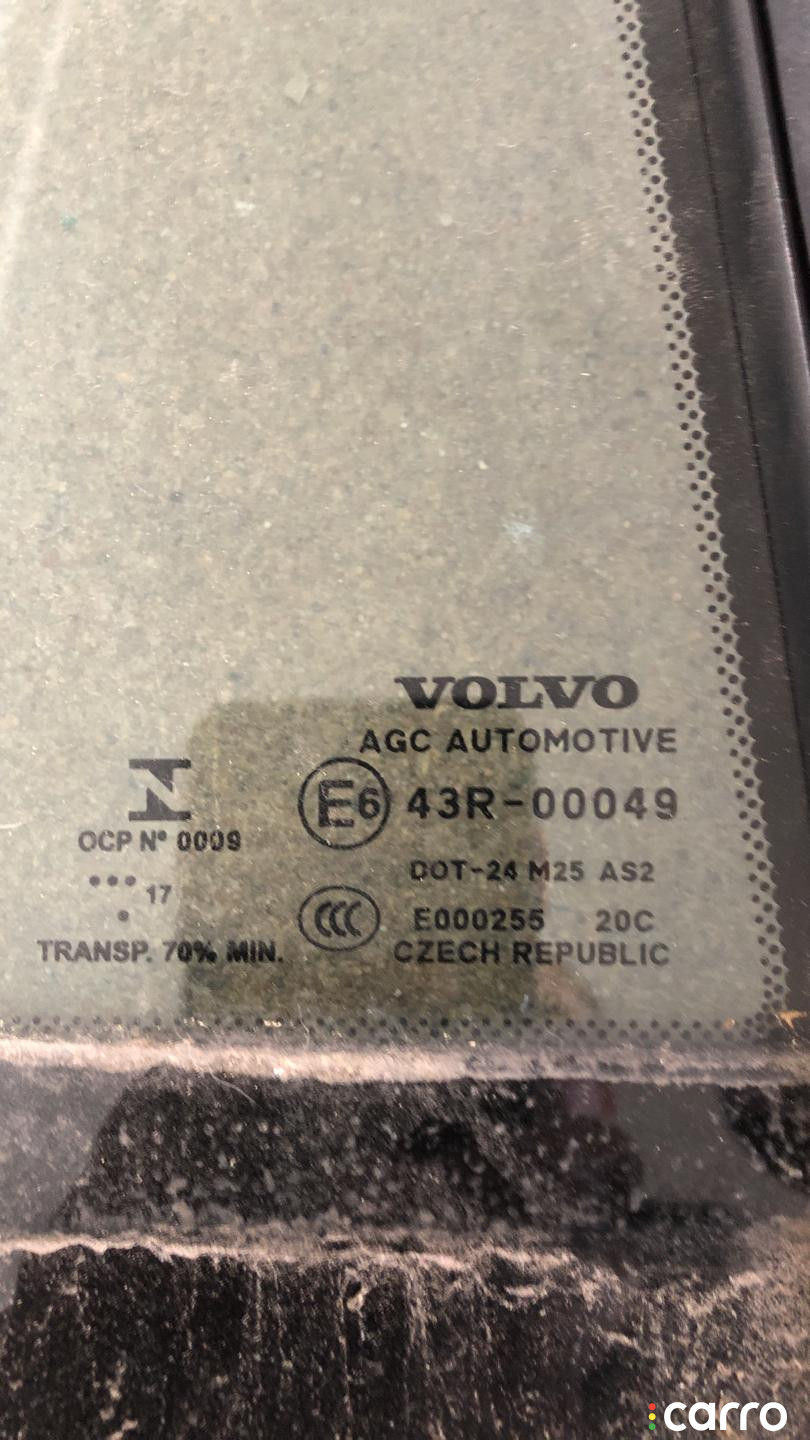 VOLVO
AGC AUTOMOTIVE
E6 43R-00049
OCP Nº 0009
DOT-24 M25 AS2
17
CCC E000255 20C
TRANSP. 70% MIN. CZECH REPUBLIC
carro